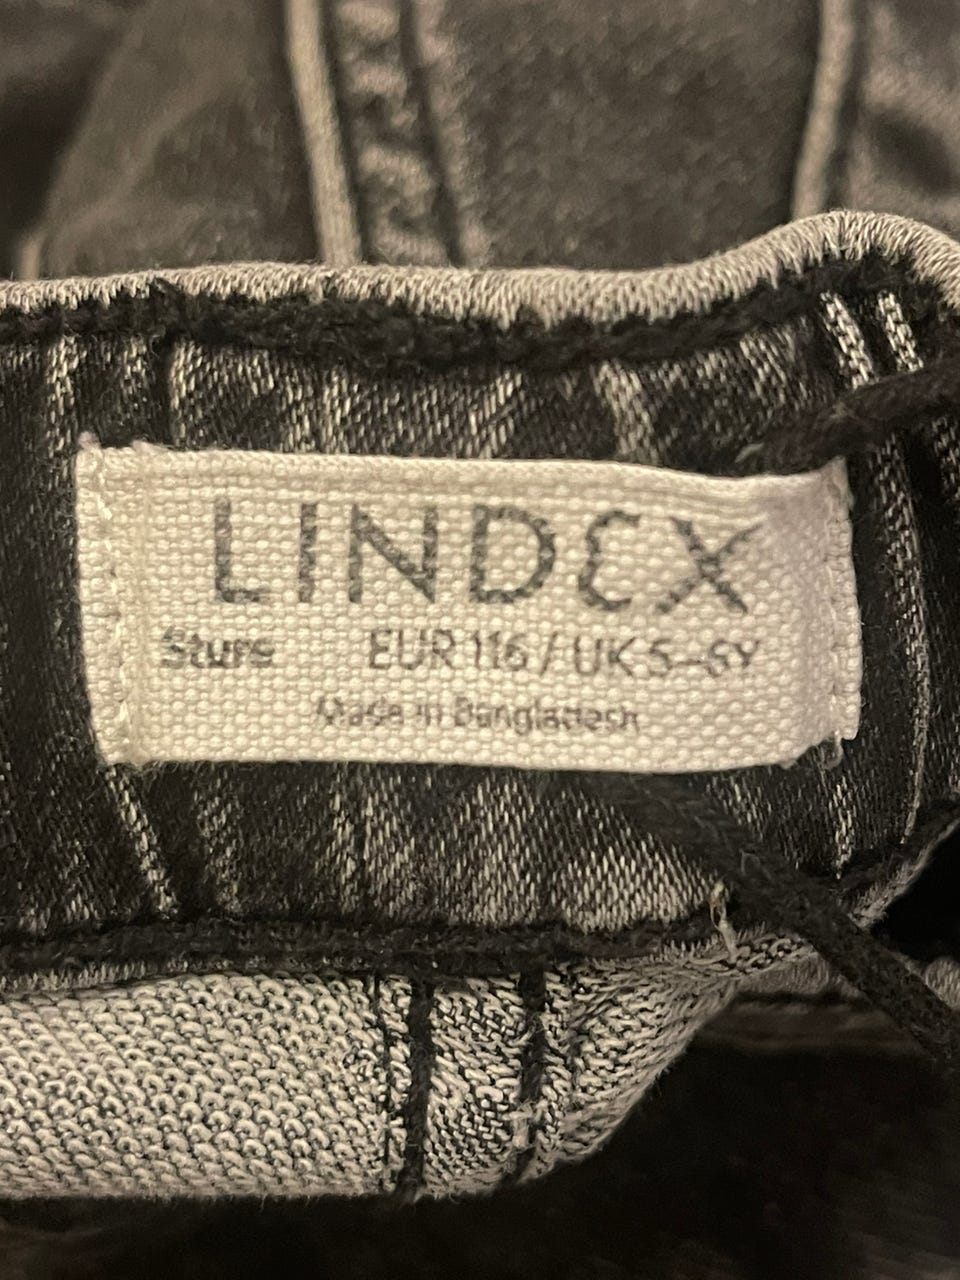 LINDEX
Sture EUR 116 / UK 5–6Y
Made in Bangladesh